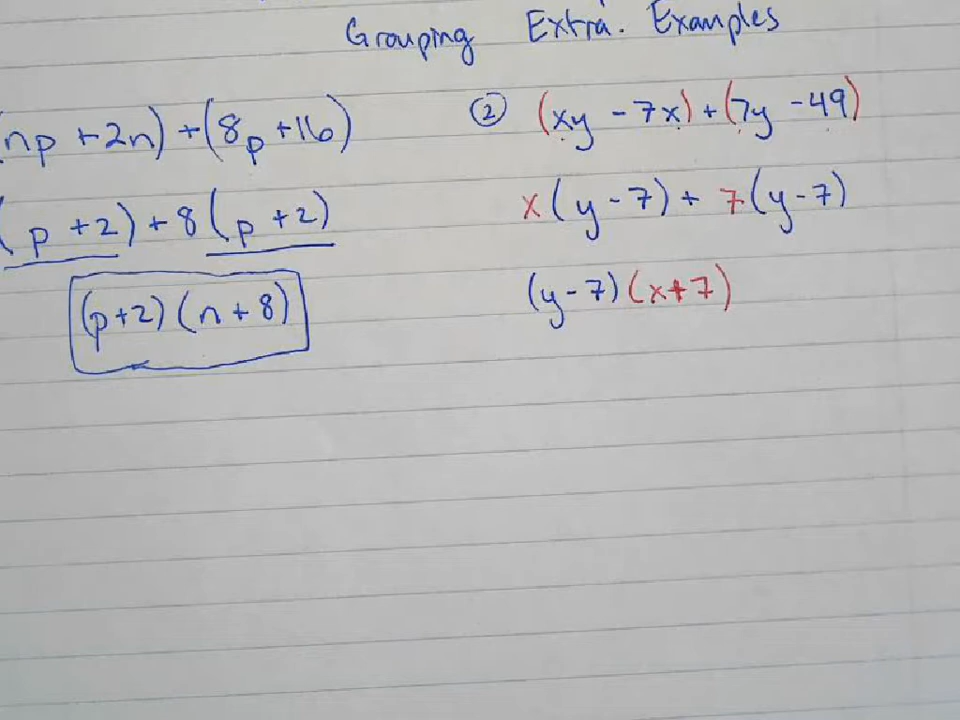 Grouping Extra. Examples
(np + 2n) + (8p + 16)
(p + 2) + 8(p + 2)
(p + 2)(n + 8)
② (xy - 7x) + (7y - 49)
x(y - 7) + 7(y - 7)
(y - 7)(x + 7)